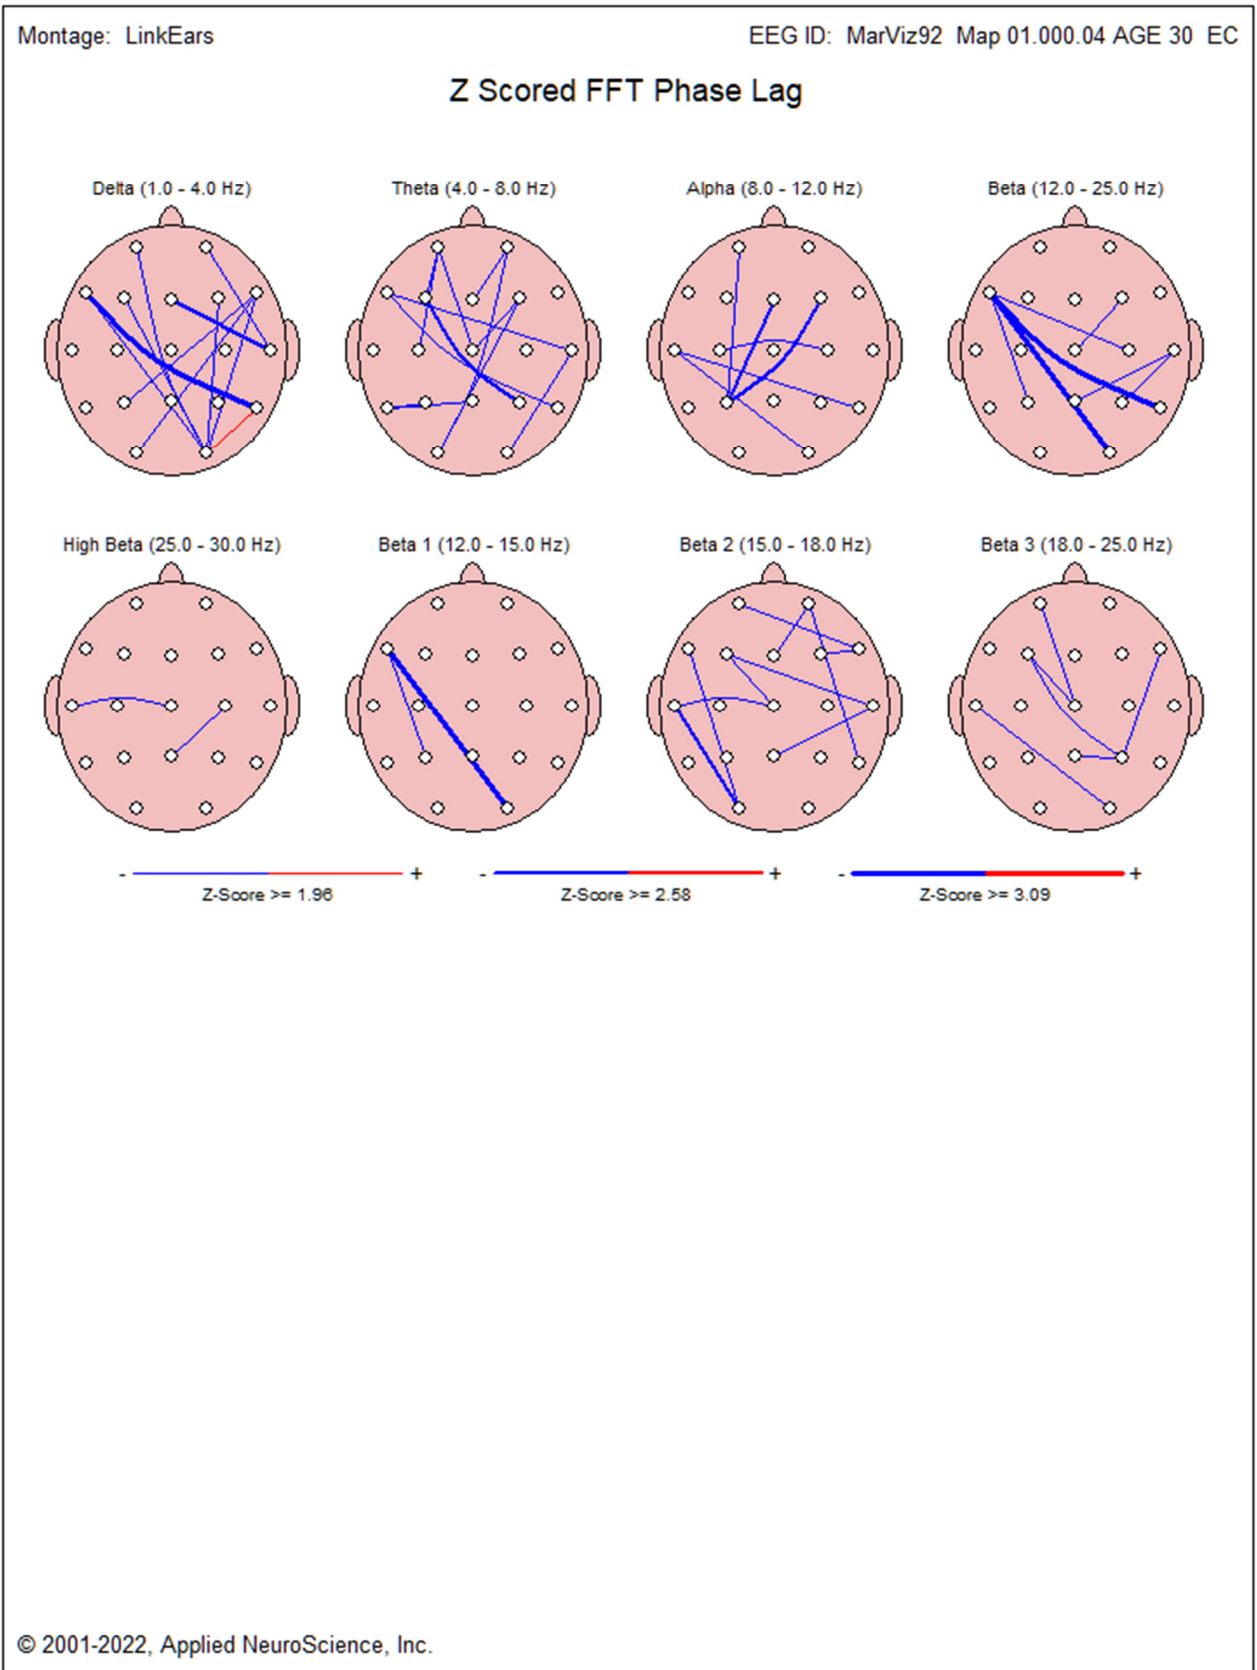 Montage: LinkEars EEG ID: MarViz92 Map 01.000.04 AGE 30 EC
Z Scored FFT Phase Lag
Delta (1.0 - 4.0 Hz) Theta (4.0 - 8.0 Hz) Alpha (8.0 - 12.0 Hz) Beta (12.0 - 25.0 Hz)
High Beta (25.0 - 30.0 Hz) Beta 1 (12.0 - 15.0 Hz) Beta 2 (15.0 - 18.0 Hz) Beta 3 (18.0 - 25.0 Hz)
- + - + - +
Z-Score >= 1.96 Z-Score >= 2.58 Z-Score >= 3.09
© 2001-2022, Applied NeuroScience, Inc.